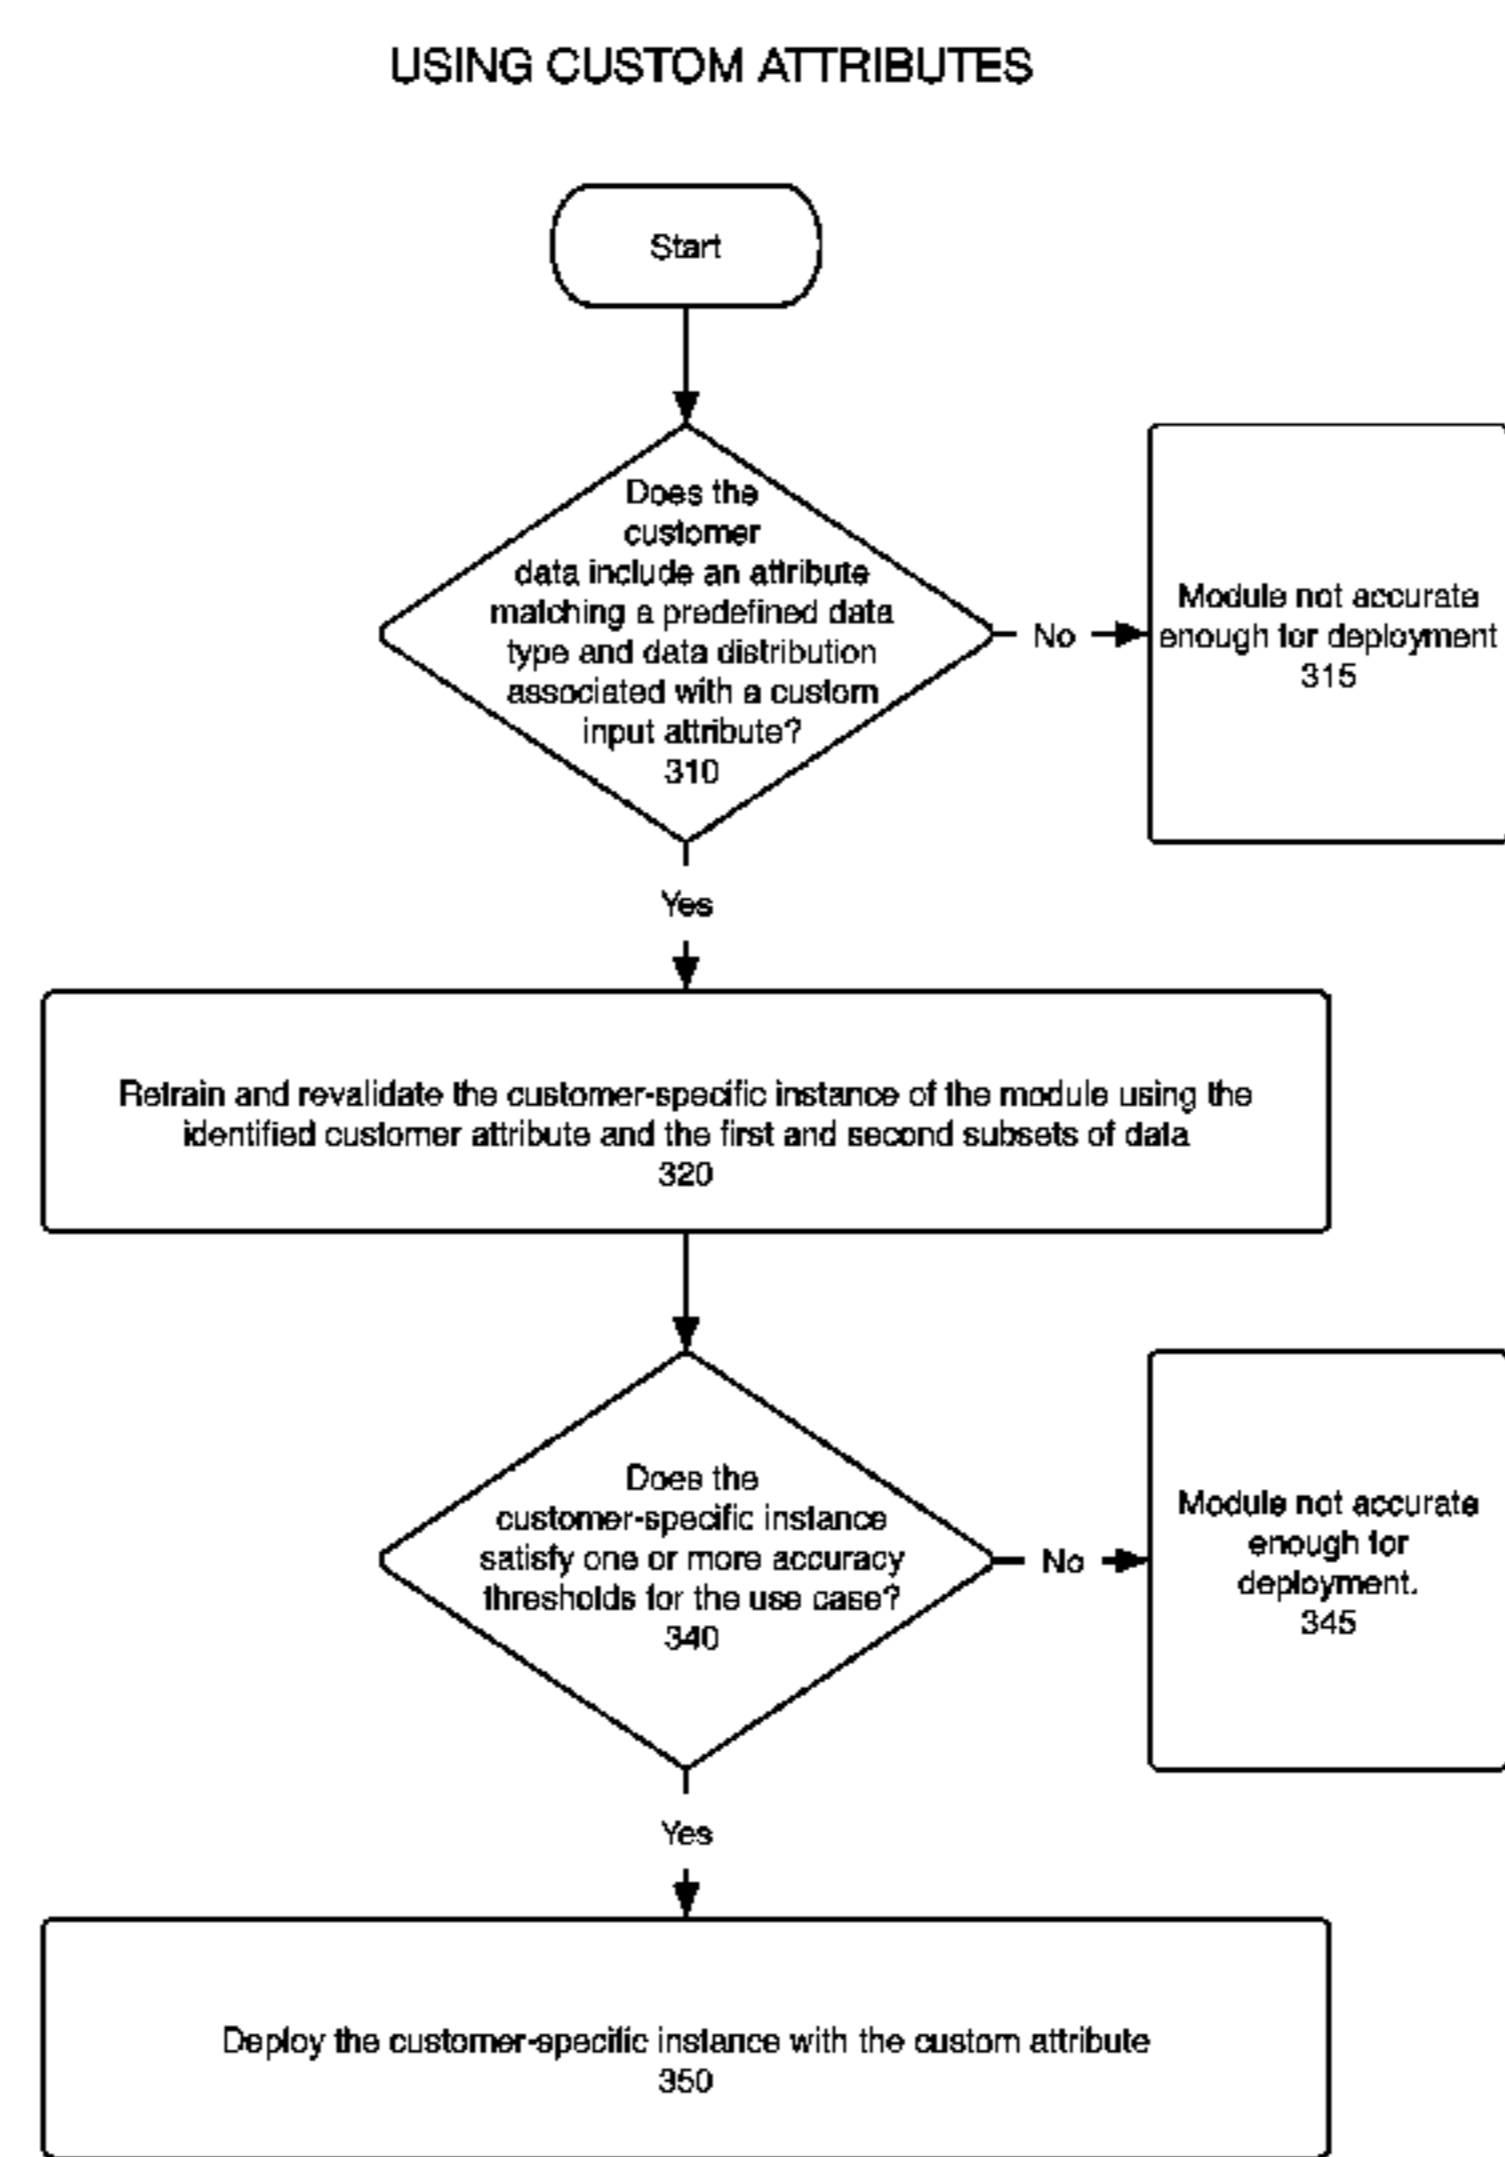 USING CUSTOM ATTRIBUTES
Start
Does the
customer
data include an attribute
matching a predefined data
type and data distribution
associated with a custom
input attribute?
310
No
Module not accurate
enough for deployment
315
Yes
Retrain and revalidate the customer-specific instance of the module using the
identified customer attribute and the first and second subsets of data
320
Does the
customer-specific instance
satisfy one or more accuracy
thresholds for the use case?
340
No
Module not accurate
enough for
deployment.
345
Yes
Deploy the customer-specific instance with the custom attribute
350